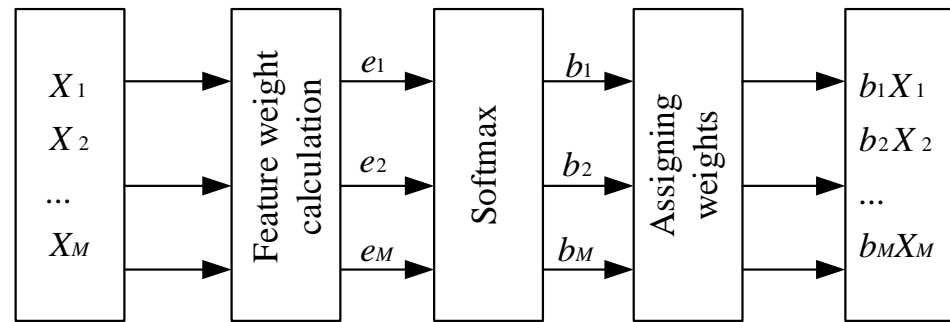 X1
X2
...
XM
Feature weight
calculation
e1
e2
eM
Softmax
b1
b2
bM
Assigning
weights
b1X1
b2X2
...
bMXM